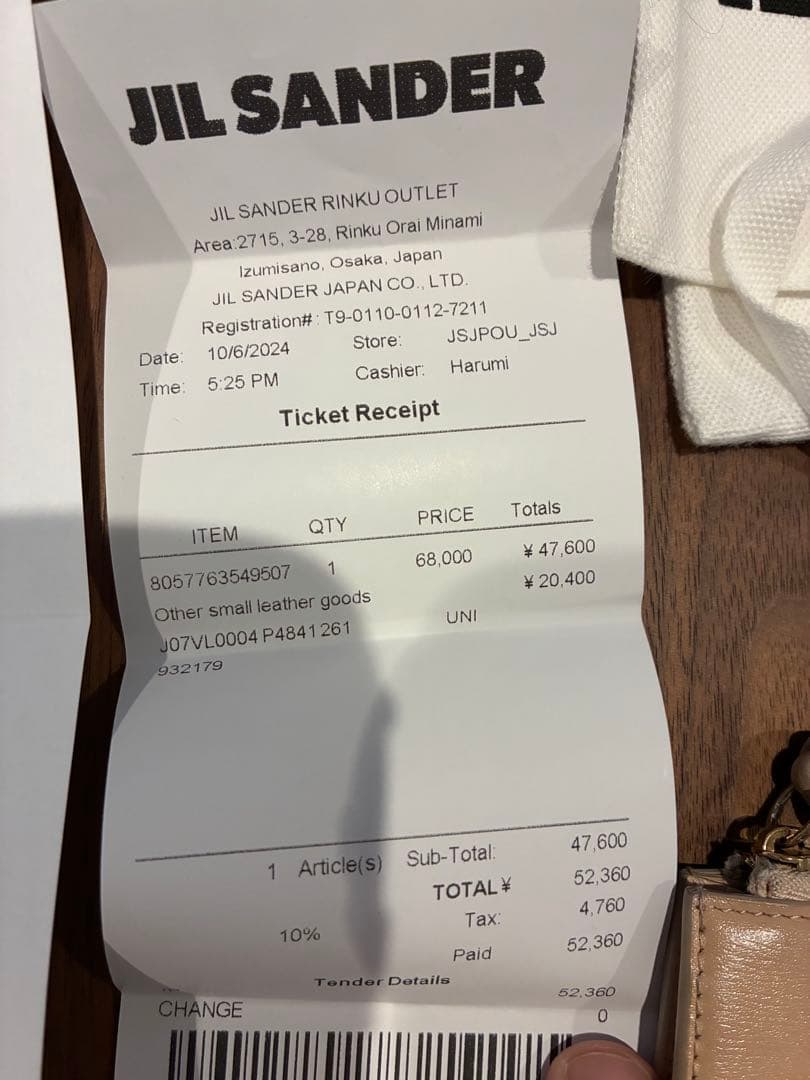 JIL SANDER
JIL SANDER RINKU OUTLET
Area:2715, 3-28, Rinku Orai Minami
Izumisano, Osaka, Japan
JIL SANDER JAPAN CO., LTD.
Registration# : T9-0110-0112-7211
Date: 10/6/2024 Store: JSJPOU_JSJ
Time: 5:25 PM Cashier: Harumi
Ticket Receipt
ITEM QTY PRICE Totals
8057763549507 1 68,000 ¥ 47,600
Other small leather goods ¥ 20,400
J07VL0004 P4841 261 UNI
932179
1 Article(s) Sub-Total: 47,600
TOTAL ¥ 52,360
Tax: 4,760
10%
Paid 52,360
Tender Details
52,360
CHANGE 0